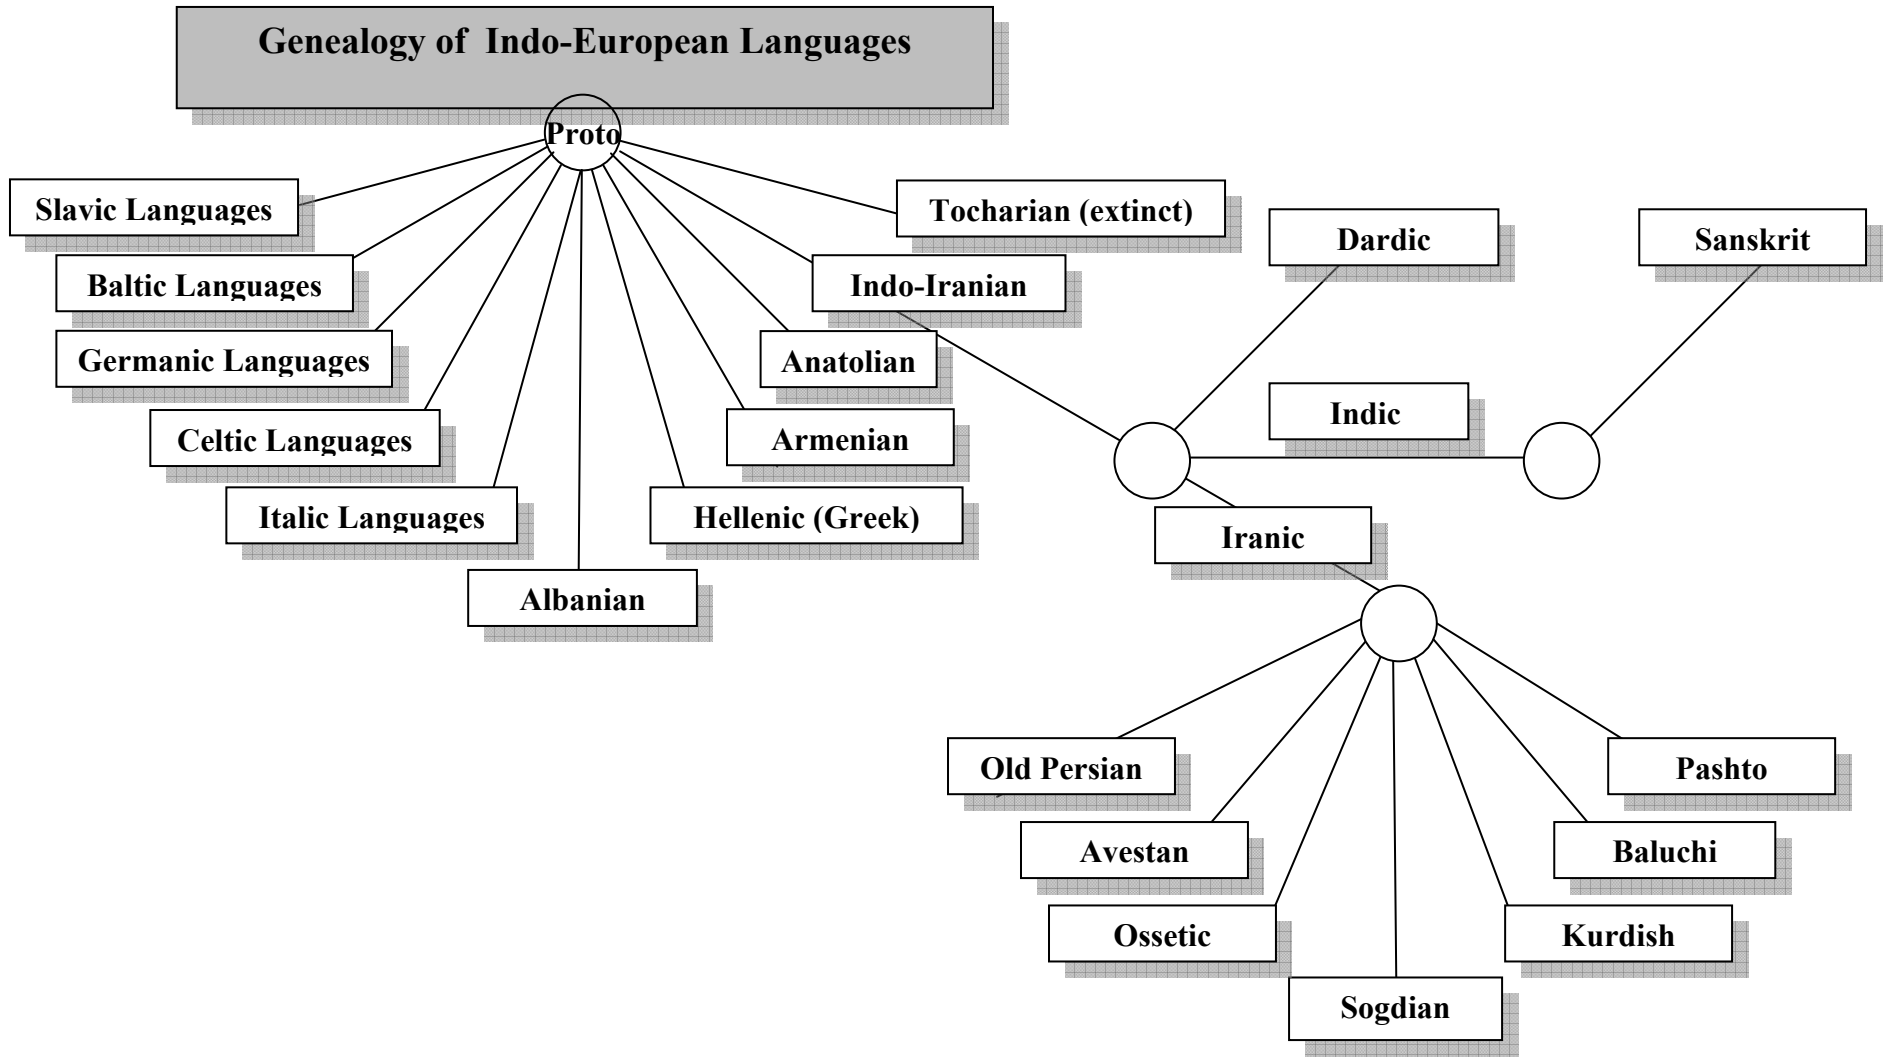 Genealogy of Indo-European Languages
Proto
Slavic Languages
Tocharian (extinct)
Dardic
Sanskrit
Baltic Languages
Indo-Iranian
Germanic Languages
Anatolian
Indic
Celtic Languages
Armenian
Italic Languages
Hellenic (Greek)
Iranic
Albanian
Old Persian
Pashto
Avestan
Baluchi
Ossetic
Kurdish
Sogdian